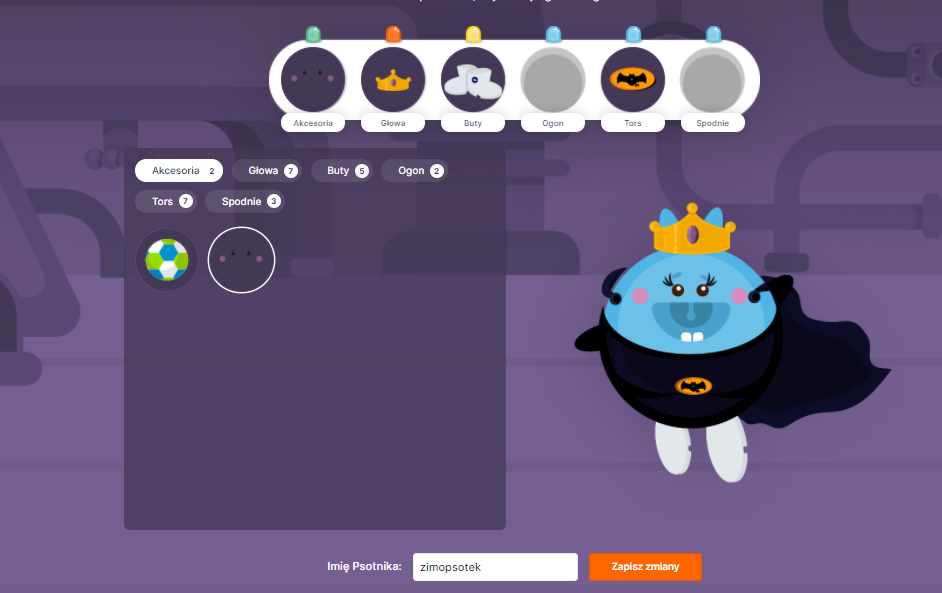 Akcesoria Głowa Buty Ogon Tors Spodnie
Akcesoria 2 Głowa 7 Buty 5 Ogon 2
Tors 7 Spodnie 3
Imię Psotnika: zimopsotek Zapisz zmiany